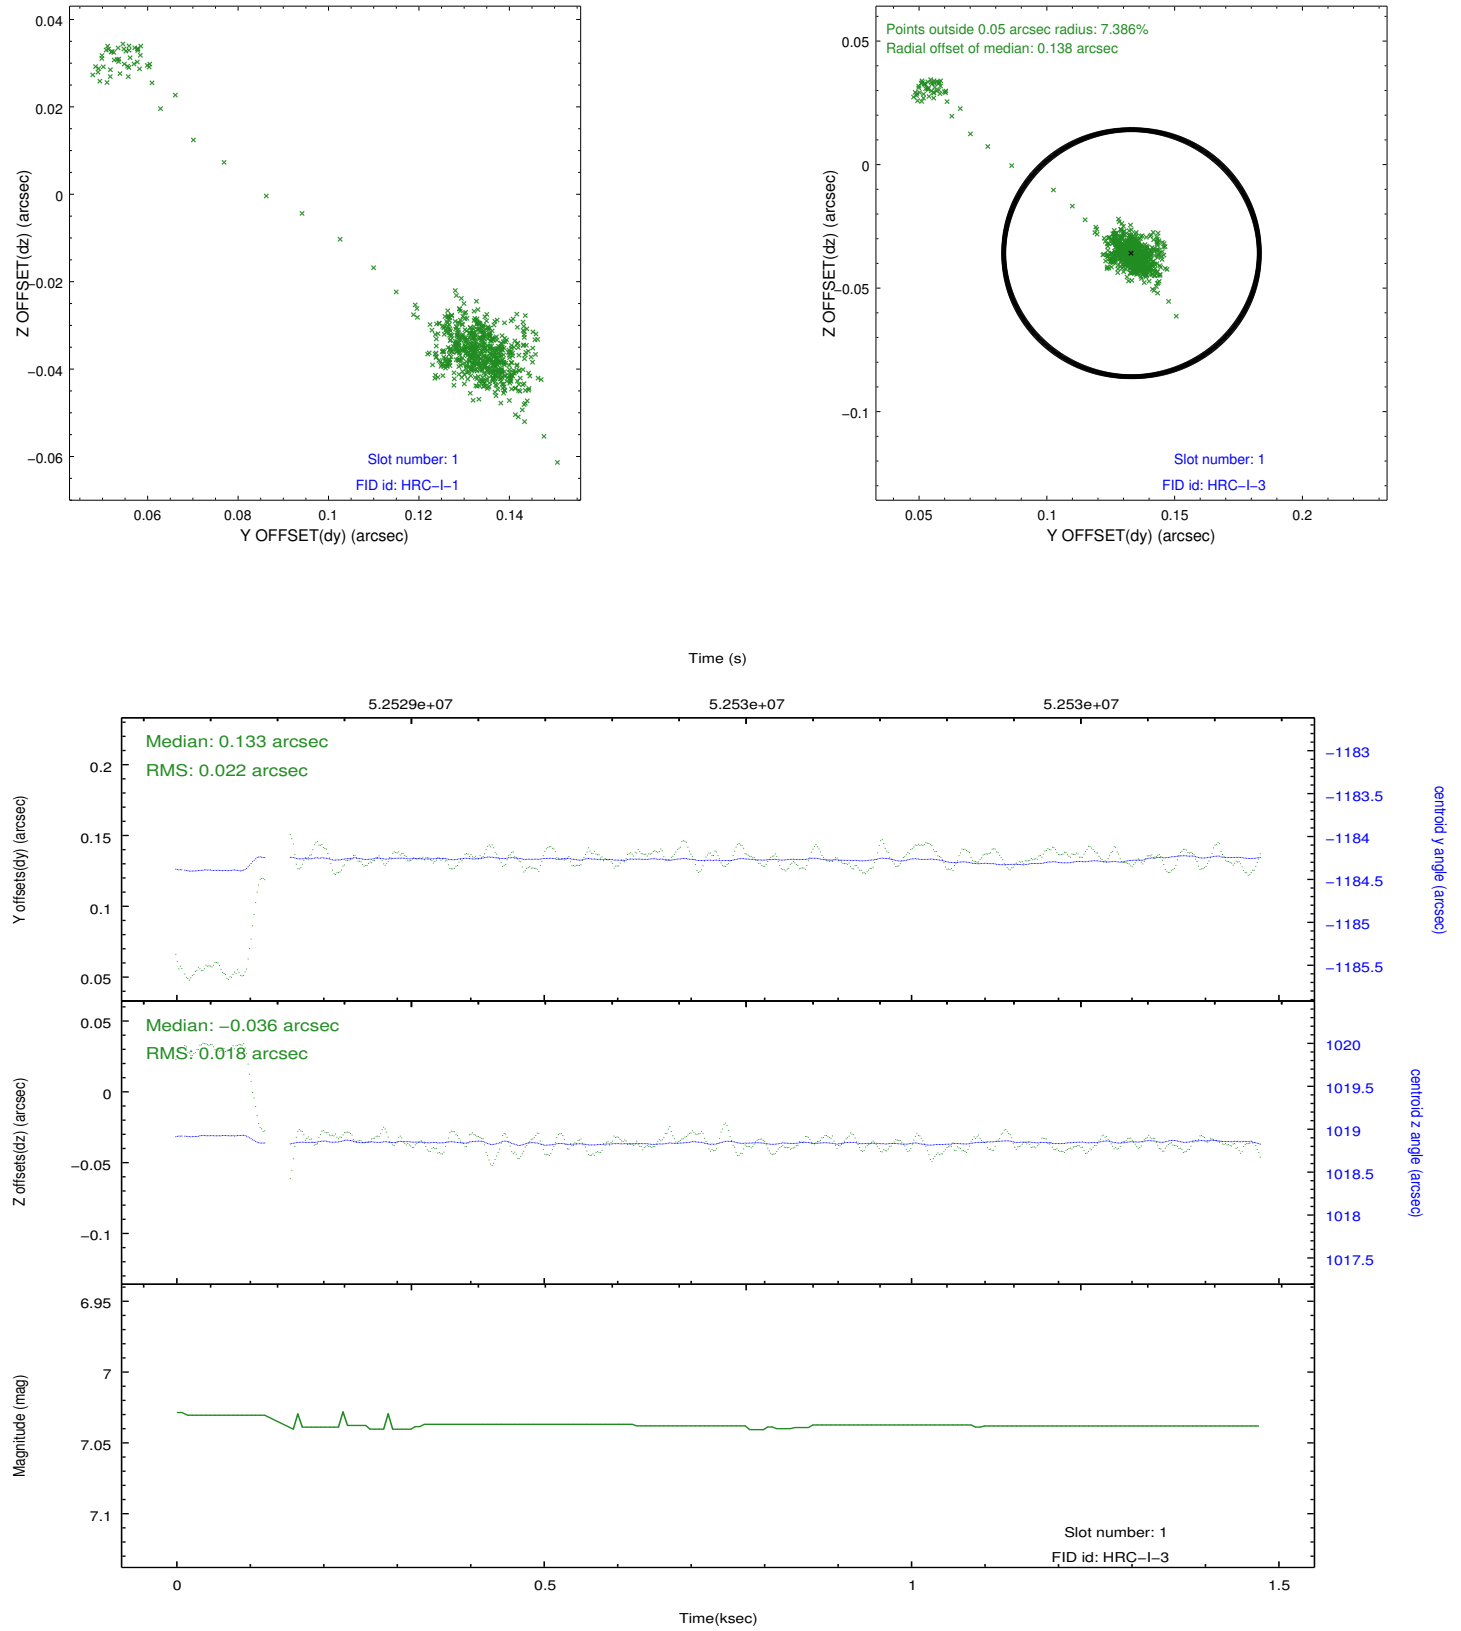 0.04
0.02
0
−0.02
−0.04
−0.06
Z OFFSET(dz) (arcsec)
Slot number: 1
FID id: HRC−I−1
0.06
0.08
0.1
0.12
0.14
Y OFFSET(dy) (arcsec)
Points outside 0.05 arcsec radius: 7.386%
Radial offset of median: 0.138 arcsec
0.05
0
−0.05
−0.1
Z OFFSET(dz) (arcsec)
Slot number: 1
FID id: HRC−I−3
0.05
0.1
0.15
0.2
Y OFFSET(dy) (arcsec)
Time (s)
5.2529e+07
5.253e+07
5.253e+07
Median: 0.133 arcsec
RMS: 0.022 arcsec
0.2
0.15
0.1
0.05
Y offsets(dy) (arcsec)
−1183
−1183.5
−1184
−1184.5
−1185
−1185.5
centroid y angle (arcsec)
Median: −0.036 arcsec
RMS: 0.018 arcsec
0.05
0
−0.05
−0.1
Z offsets(dz) (arcsec)
1020
1019.5
1019
1018.5
1018
1017.5
centroid z angle (arcsec)
6.95
7
7.05
7.1
Magnitude (mag)
Slot number: 1
FID id: HRC−I−3
0
0.5
1
1.5
Time(ksec)